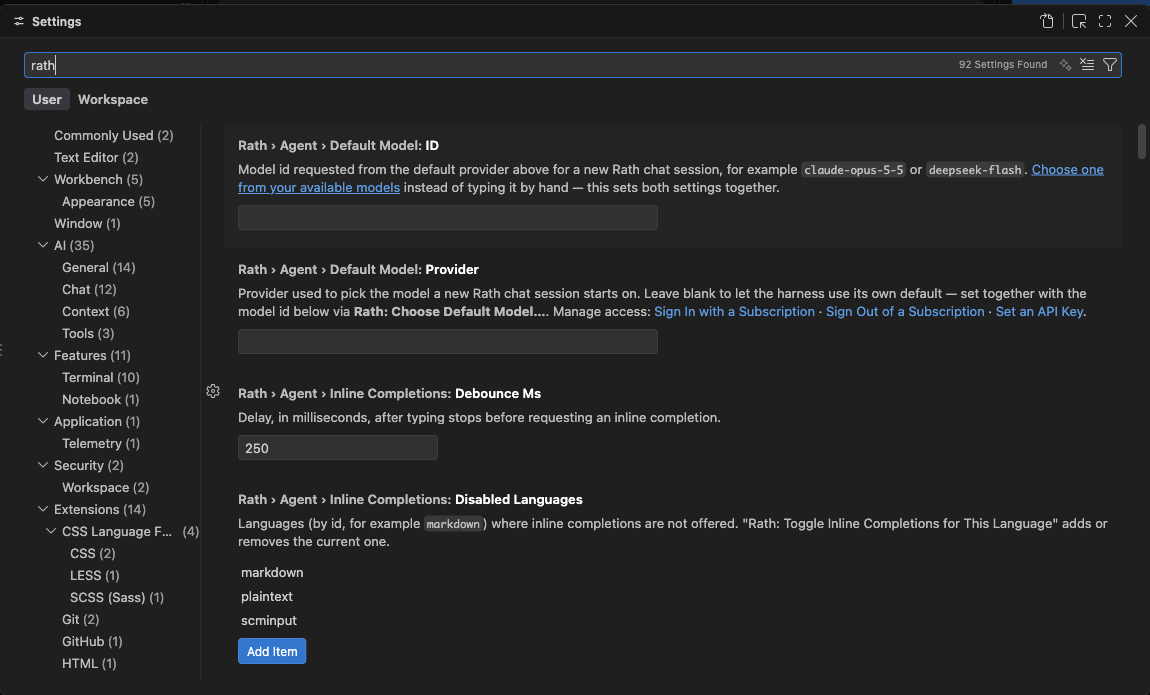 Settings
rath
92 Settings Found
User
Workspace
Commonly Used (2)
Text Editor (2)
Workbench (5)
Appearance (5)
Window (1)
AI (35)
General (14)
Chat (12)
Context (6)
Tools (3)
Features (11)
Terminal (10)
Notebook (1)
Application (1)
Telemetry (1)
Security (2)
Workspace (2)
Extensions (14)
CSS Language F... (4)
CSS (2)
LESS (1)
SCSS (Sass) (1)
Git (2)
GitHub (1)
HTML (1)
Rath › Agent › Default Model: ID
Model id requested from the default provider above for a new Rath chat session, for example claude-opus-5-5 or deepseek-flash. Choose one
from your available models instead of typing it by hand — this sets both settings together.
Rath › Agent › Default Model: Provider
Provider used to pick the model a new Rath chat session starts on. Leave blank to let the harness use its own default — set together with the
model id below via Rath: Choose Default Model.... Manage access: Sign In with a Subscription · Sign Out of a Subscription · Set an API Key.
Rath › Agent › Inline Completions: Debounce Ms
Delay, in milliseconds, after typing stops before requesting an inline completion.
250
Rath › Agent › Inline Completions: Disabled Languages
Languages (by id, for example markdown) where inline completions are not offered. "Rath: Toggle Inline Completions for This Language" adds or
removes the current one.
markdown
plaintext
scminput
Add Item